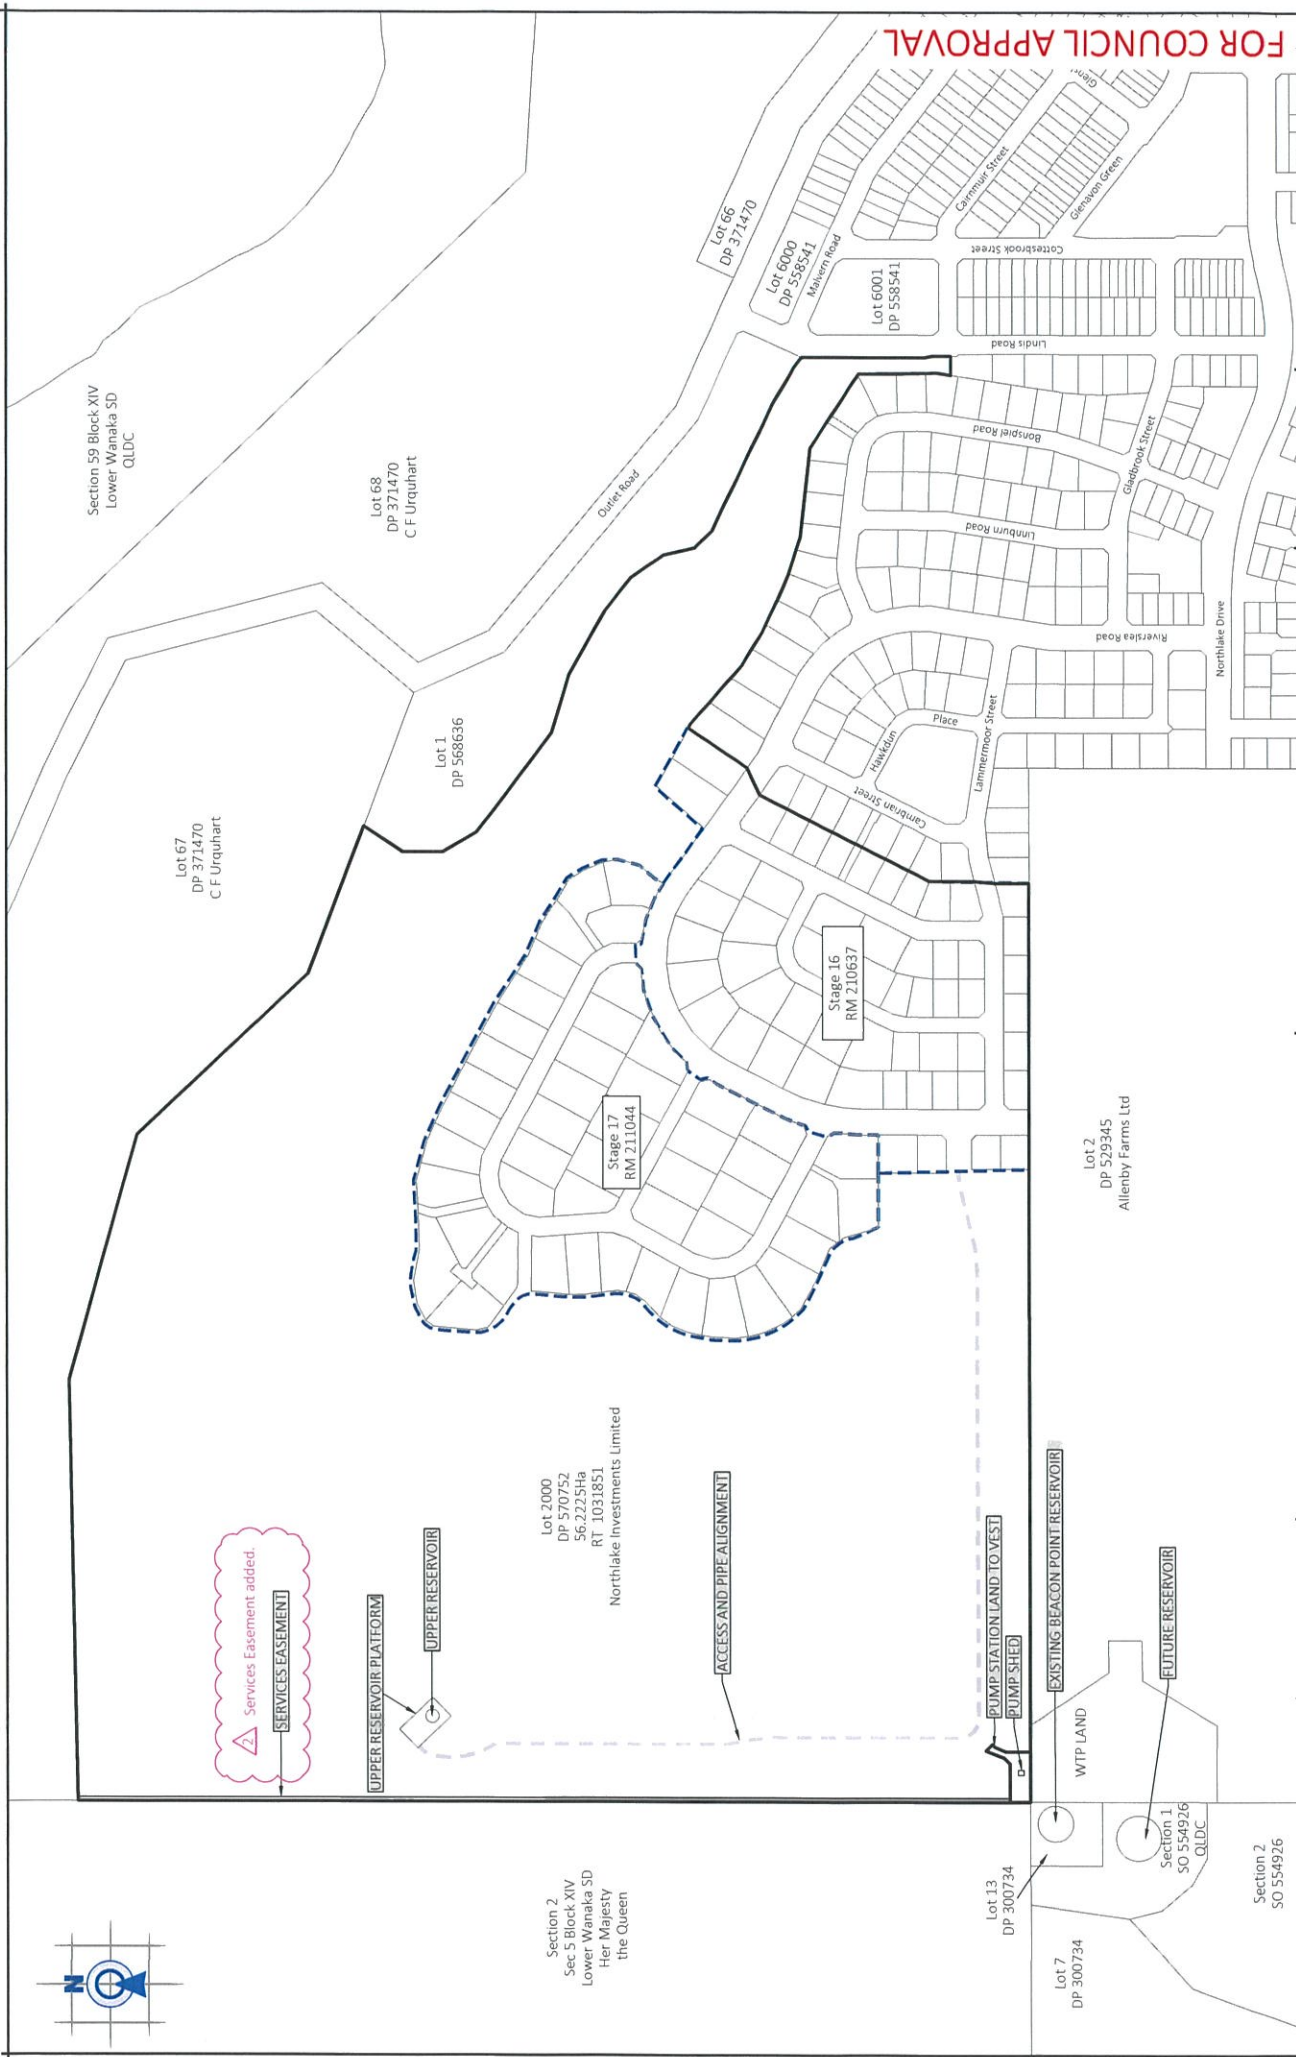 FOR COUNCIL APPROVAL
N
Section 2
Sec 5 Block XIV
Lower Wanaka SD
Her Majesty
the Queen
2
Services Easement added.
SERVICES EASEMENT
UPPER RESERVOIR PLATFORM
UPPER RESERVOIR
Lot 2000
DP 570752
56.2225Ha
RT 1031851
Northlake Investments Limited
ACCESS AND PIPE ALIGNMENT
PUMP STATION LAND TO VEST
PUMP SHED
EXISTING BEACON POINT RESERVOIR
FUTURE RESERVOIR
WTP LAND
Lot 13
DP 300734
Lot 7
DP 300734
Section 1
SO 554926
QLDC
Section 2
SO 554926
Lot 67
DP 371470
C F Urquhart
Section 59 Block XIV
Lower Wanaka SD
QLDC
Lot 68
DP 371470
C F Urquhart
Lot 1
DP 568636
Outlet Road
Lot 66
DP 371470
Lot 6000
DP 558541
Malvern Road
Lot 6001
DP 558541
Stage 17
RM 211044
Stage 16
RM 210637
Lot 2
DP 529345
Allenby Farms Ltd
Cambrian Street
Hawkdun
Place
Lammermoor Street
Riverslea Road
Northlake Drive
Linnburn Road
Bonspiel Road
Gladbrook Street
Lindis Road
Cottesbrook Street
Cairnmuir Street
Glenavon Green